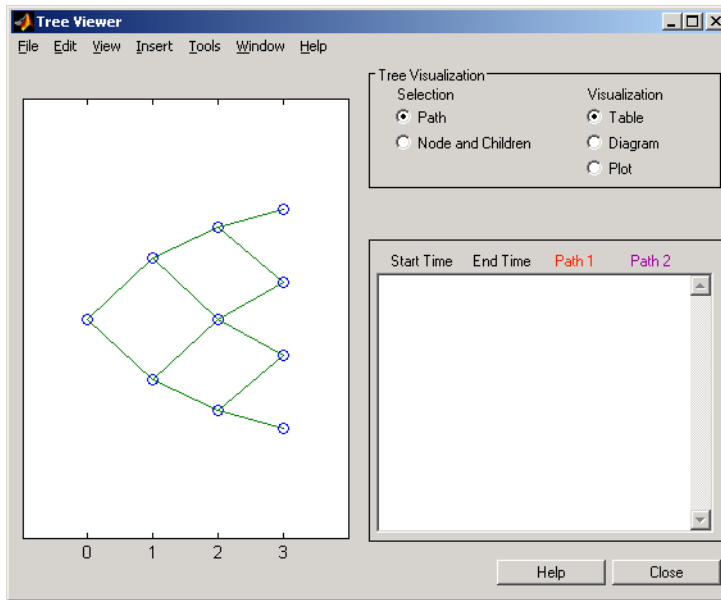 Tree Viewer
File Edit View Insert Tools Window Help
Tree Visualization
Selection Visualization
Path Table
Node and Children Diagram
Plot
Start Time End Time Path 1 Path 2
0 1 2 3
Help Close